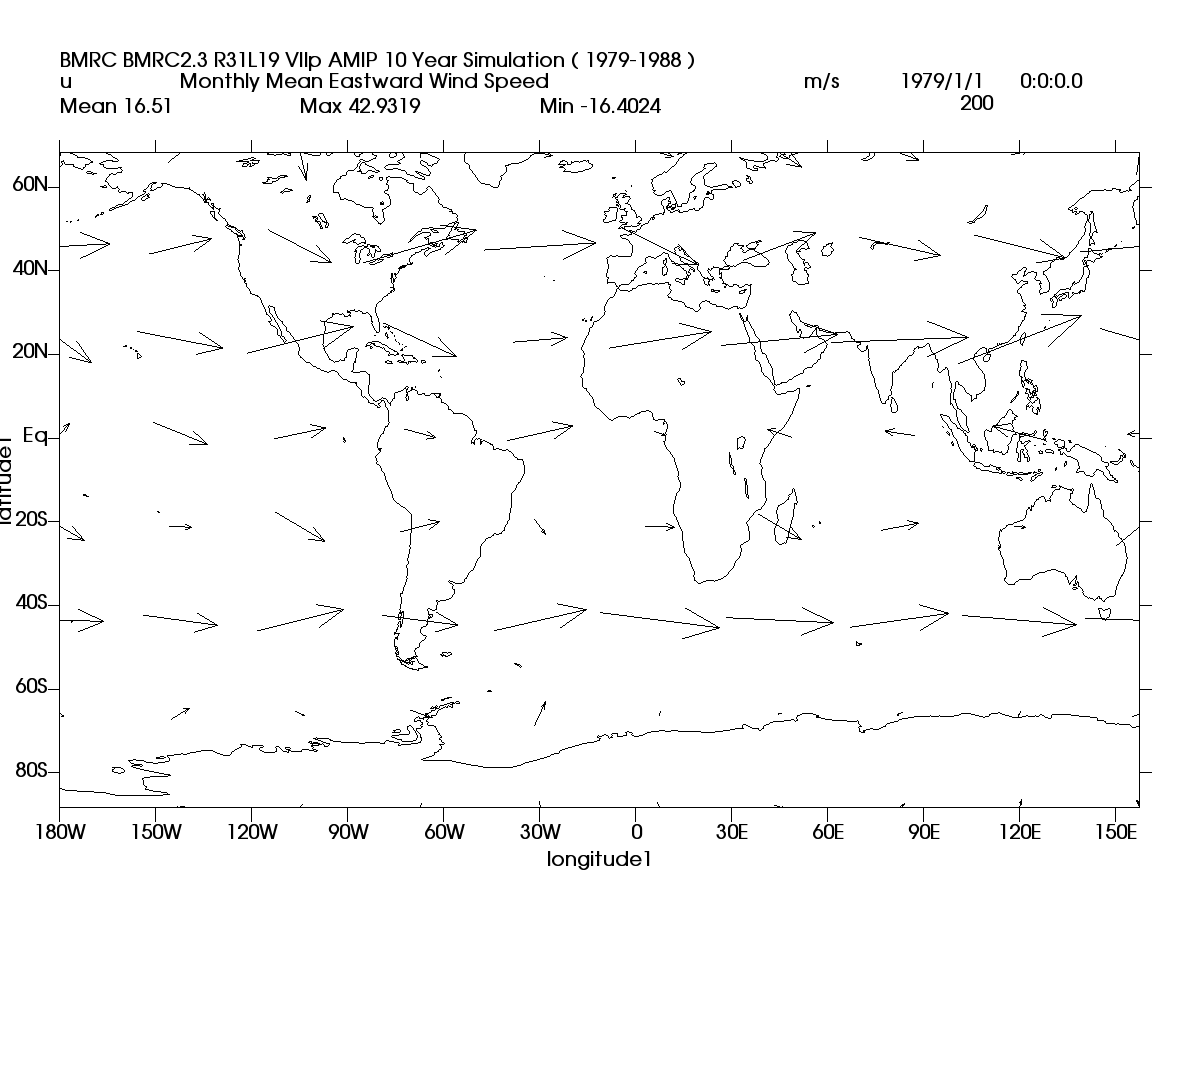 BMRC BMRC2.3 R31L19 VIIp AMIP 10 Year Simulation ( 1979-1988 )
u Monthly Mean Eastward Wind Speed m/s 1979/1/1 0:0:0.0
Mean 16.51 Max 42.9319 Min -16.4024 200
60N
40N
20N
Eq
latitude1
20S
40S
60S
80S
180W 150W 120W 90W 60W 30W 0 30E 60E 90E 120E 150E
longitude1